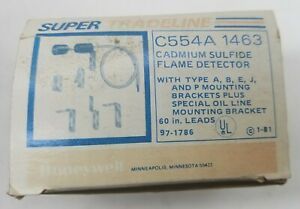 SUPER TRADELINE
C554A 1463
CADMIUM SULFIDE
FLAME DETECTOR
WITH TYPE A, B, E, J,
AND P MOUNTING
BRACKETS PLUS
SPECIAL OIL LINE
MOUNTING BRACKET
60 in. LEADS
UL
97-1786
© 1-81
Honeywell
MINNEAPOLIS, MINNESOTA 55422